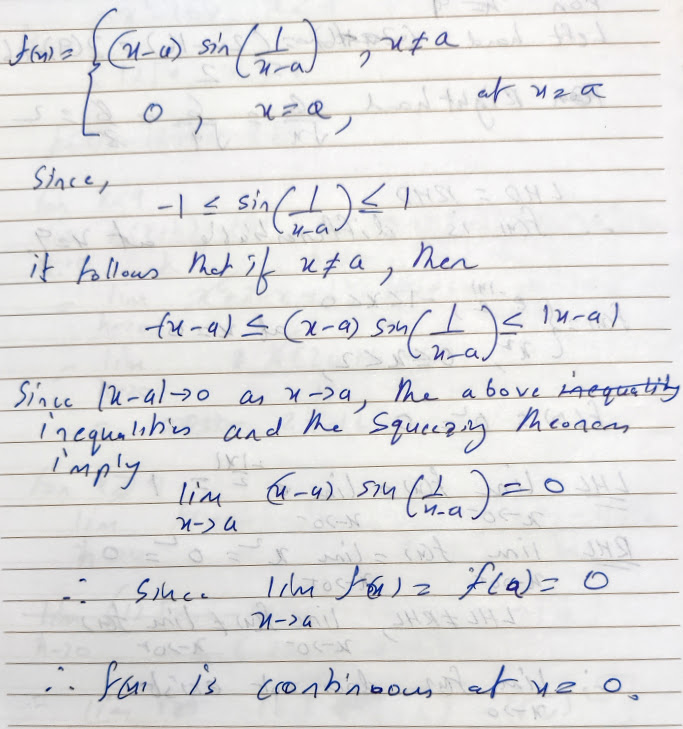 f(x) = { (x-a) sin(1/(x-a)) , x≠a
0 , x=a, at x=a
Since,
-1 ≤ sin(1/(x-a)) ≤ 1
it follows that if x≠a, then
-|x-a| ≤ (x-a) sin(1/(x-a)) ≤ |x-a|
Since |x-a|→0 as x→a, the above inequality
inequalities and the Squeezing theorem
imply
lim x→a (x-a) sin(1/(x-a)) = 0
∴ Since lim x→a f(x) = f(a) = 0
∴ f(x) is continuous at x = 0.